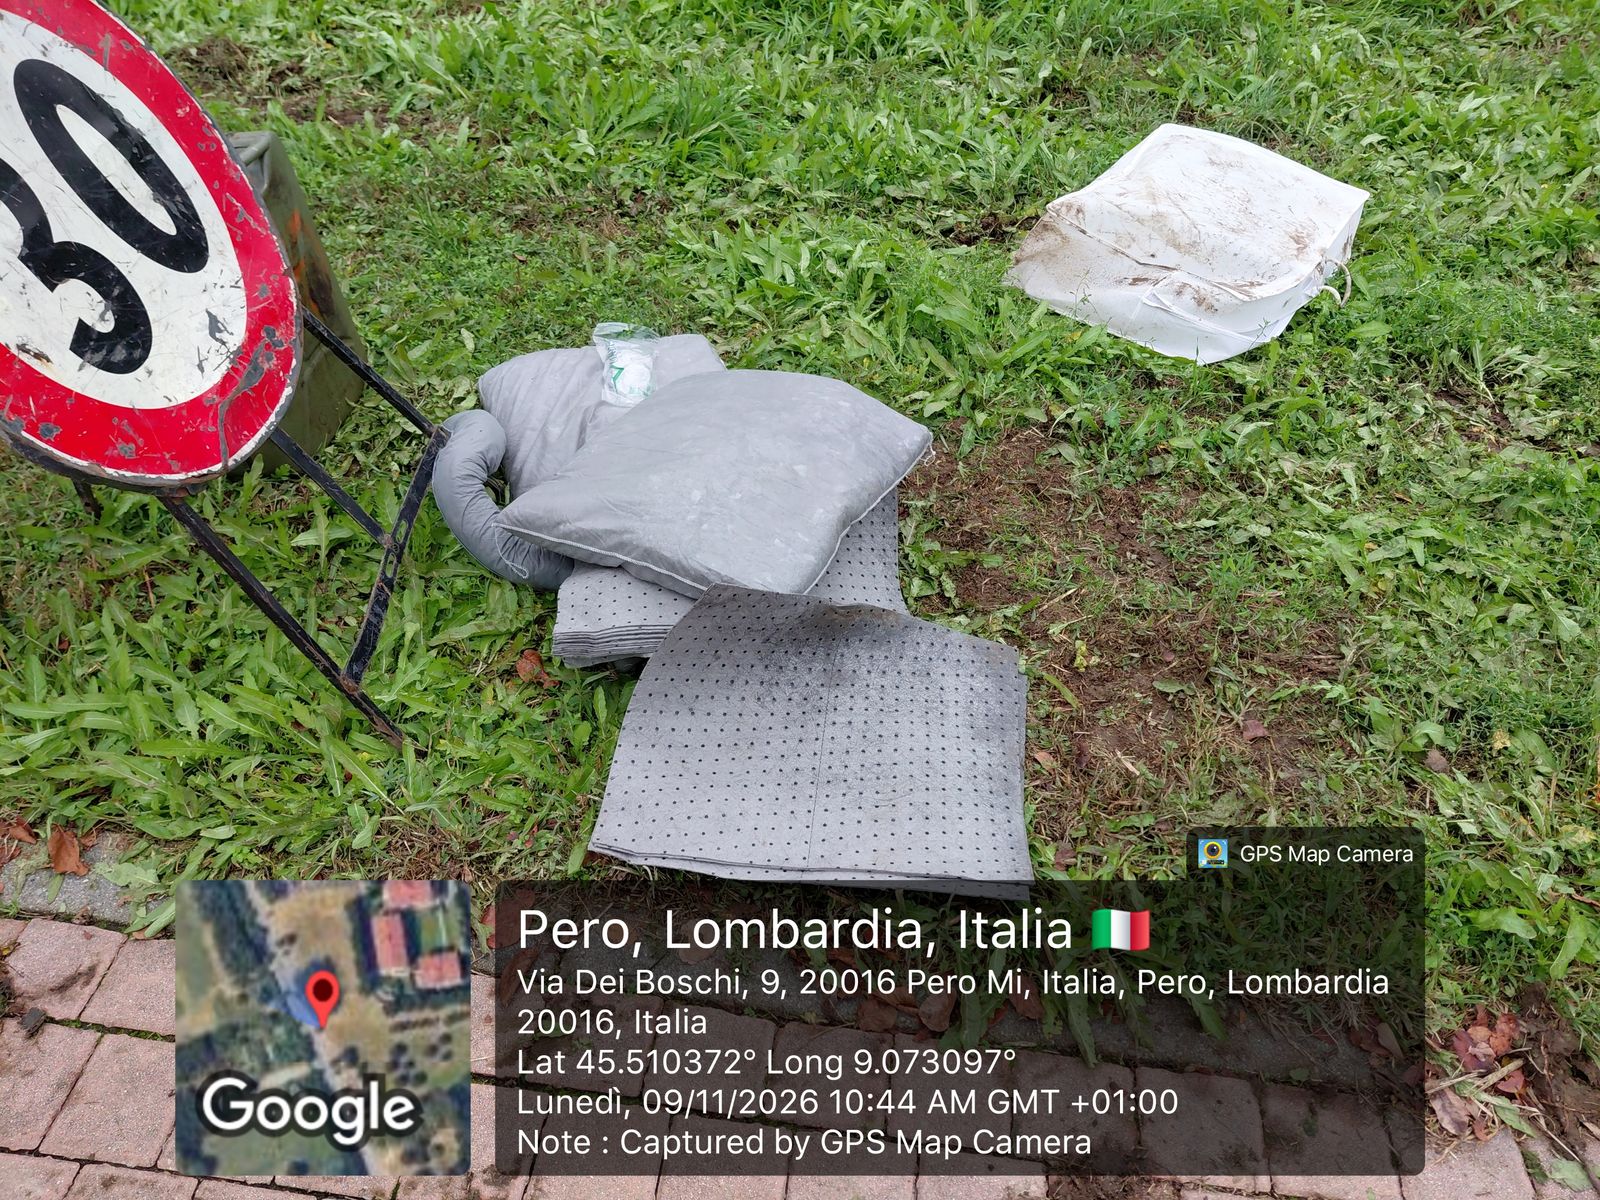 30
GPS Map Camera
Pero, Lombardia, Italia
Via Dei Boschi, 9, 20016 Pero Mi, Italia, Pero, Lombardia
20016, Italia
Lat 45.510372° Long 9.073097°
Lunedì, 09/11/2026 10:44 AM GMT +01:00
Note : Captured by GPS Map Camera
Google